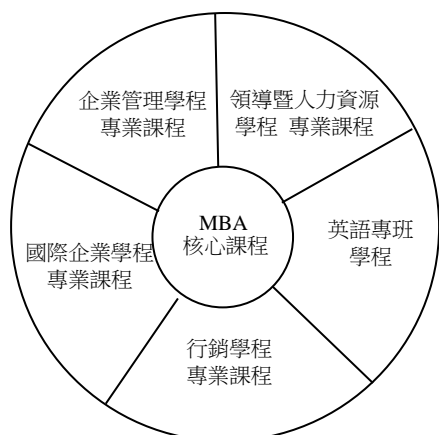 企業管理學程
專業課程
領導暨人力資源
學程 專業課程
MBA
核心課程
英語專班
學程
國際企業學程
專業課程
行銷學程
專業課程